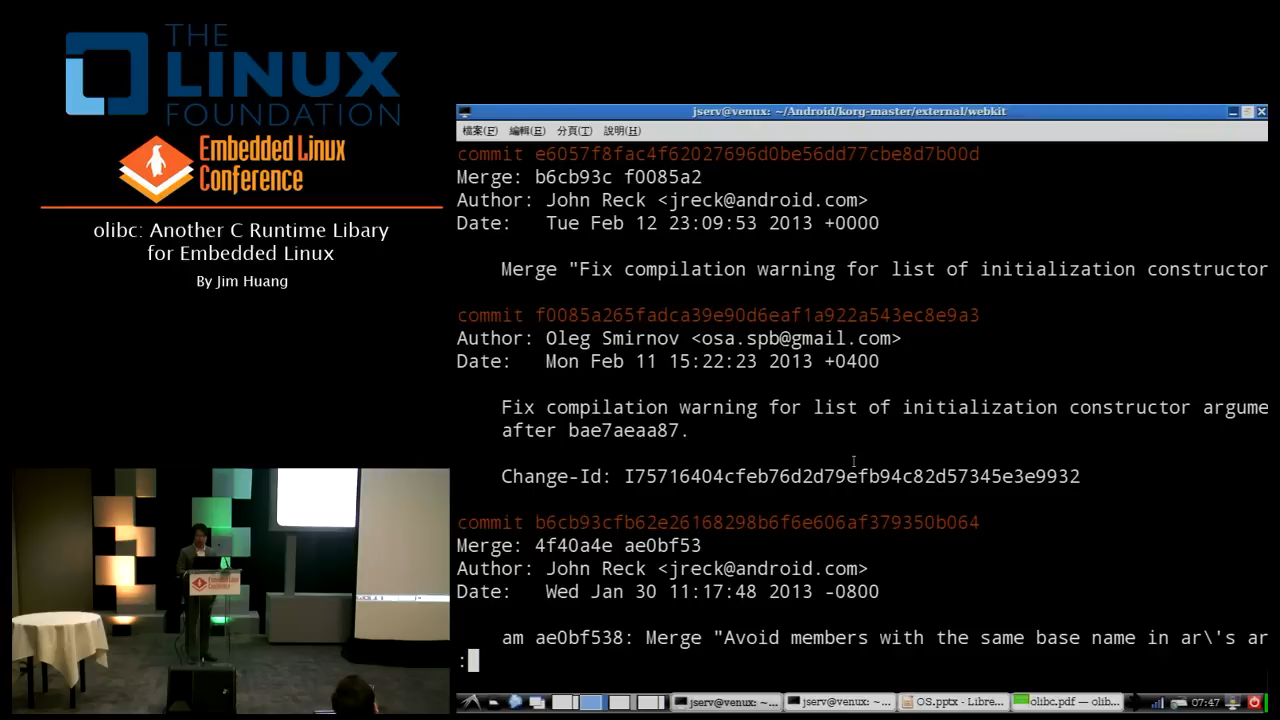 THE
LINUX
FOUNDATION
Embedded Linux
Conference
olibc: Another C Runtime Libary
for Embedded Linux
By Jim Huang
jserv@venux: ~/Android/korg-master/external/webkit
檔案(F) 編輯(E) 分頁(T) 說明(H)
commit e6057f8fac4f62027696d0be56dd77cbe8d7b00d
Merge: b6cb93c f0085a2
Author: John Reck <jreck@android.com>
Date:   Tue Feb 12 23:09:53 2013 +0000
Merge "Fix compilation warning for list of initialization constructor
commit f0085a265fadca39e90d6eaf1a922a543ec8e9a3
Author: Oleg Smirnov <osa.spb@gmail.com>
Date:   Mon Feb 11 15:22:23 2013 +0400
Fix compilation warning for list of initialization constructor argume
after bae7aeaa87.
Change-Id: I75716404cfeb76d2d79efb94c82d57345e3e9932
commit b6cb93cfb62e26168298b6f6e606af379350b064
Merge: 4f40a4e ae0bf53
Author: John Reck <jreck@android.com>
Date:   Wed Jan 30 11:17:48 2013 -0800
am ae0bf538: Merge "Avoid members with the same base name in ar\'s ar
:
jserv@venux: ~... jserv@venux: ~... OS.pptx - Libre... olibc.pdf — olib... 07:47
Embedded Linux
Conference